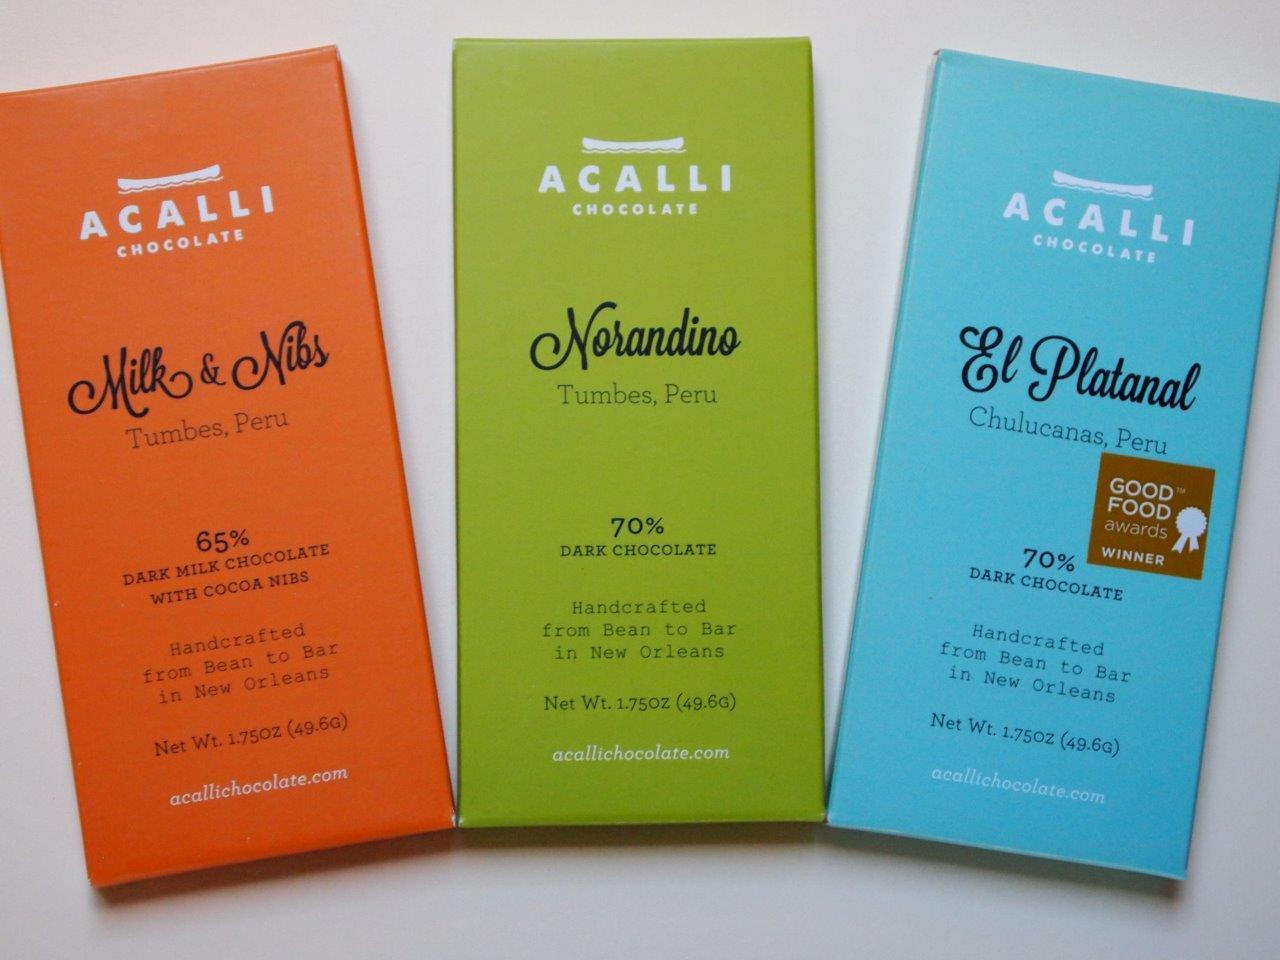 ACALLI
CHOCOLATE
Milk & Nibs
Tumbes, Peru
65%
DARK MILK CHOCOLATE
WITH COCOA NIBS
Handcrafted
from Bean to Bar
in New Orleans
Net Wt. 1.75OZ (49.6G)
acallichocolate.com
ACALLI
CHOCOLATE
Norandino
Tumbes, Peru
70%
DARK CHOCOLATE
Handcrafted
from Bean to Bar
in New Orleans
Net Wt. 1.75OZ (49.6G)
acallichocolate.com
ACALLI
CHOCOLATE
El Platanal
Chulucanas, Peru
GOOD™
FOOD
awards
WINNER
70%
DARK CHOCOLATE
Handcrafted
from Bean to Bar
in New Orleans
Net Wt. 1.75OZ (49.6G)
acallichocolate.com